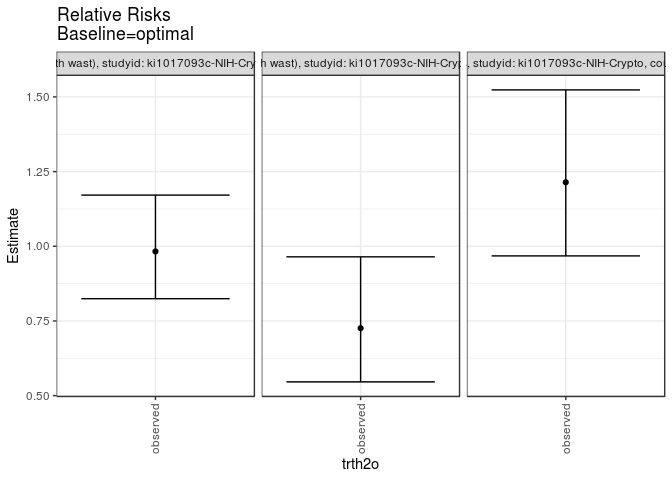 Relative Risks
Baseline=optimal
th wast), studyid: ki1017093c-NIH-Cry
h wast), studyid: ki1017093c-NIH-Cryp
, studyid: ki1017093c-NIH-Crypto, cou
1.50
1.25
1.00
0.75
0.50
Estimate
observed
observed
observed
trth2o